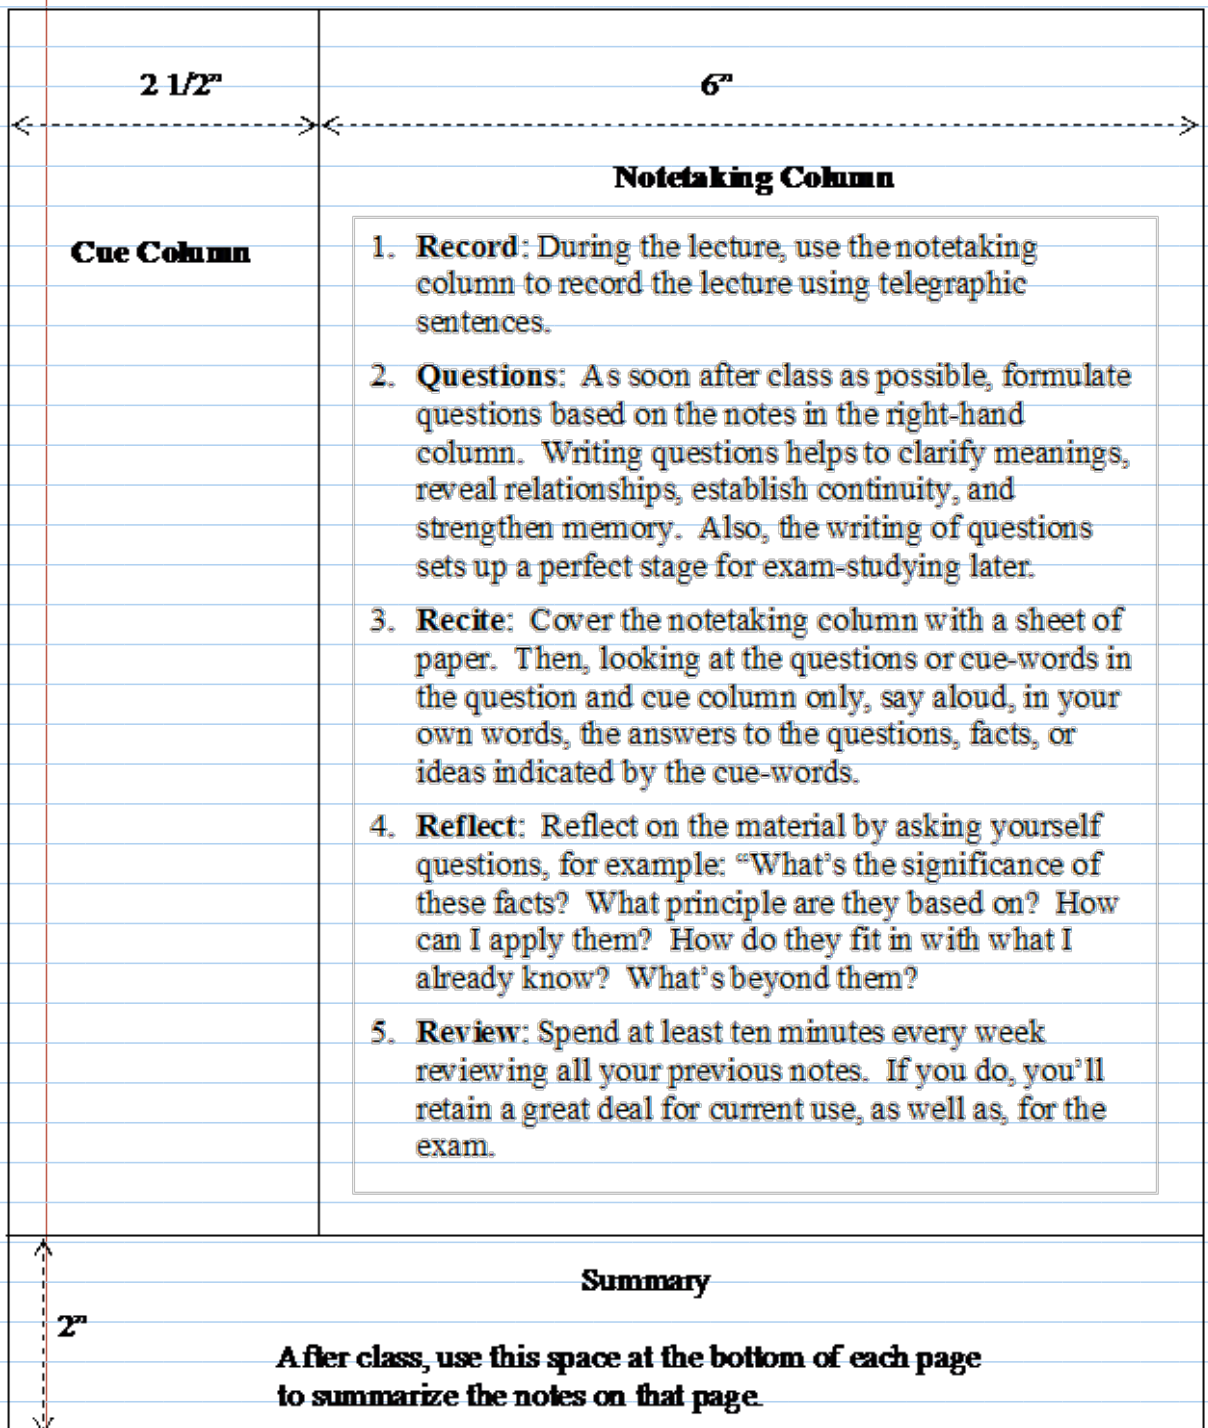 2 1/2" 6"
Notetaking Column
Cue Column
1. Record: During the lecture, use the notetaking
column to record the lecture using telegraphic
sentences.
2. Questions: As soon after class as possible, formulate
questions based on the notes in the right-hand
column. Writing questions helps to clarify meanings,
reveal relationships, establish continuity, and
strengthen memory. Also, the writing of questions
sets up a perfect stage for exam-studying later.
3. Recite: Cover the notetaking column with a sheet of
paper. Then, looking at the questions or cue-words in
the question and cue column only, say aloud, in your
own words, the answers to the questions, facts, or
ideas indicated by the cue-words.
4. Reflect: Reflect on the material by asking yourself
questions, for example: “What’s the significance of
these facts? What principle are they based on? How
can I apply them? How do they fit in with what I
already know? What’s beyond them?
5. Review: Spend at least ten minutes every week
reviewing all your previous notes. If you do, you’ll
retain a great deal for current use, as well as, for the
exam.
Summary
2"
After class, use this space at the bottom of each page
to summarize the notes on that page.